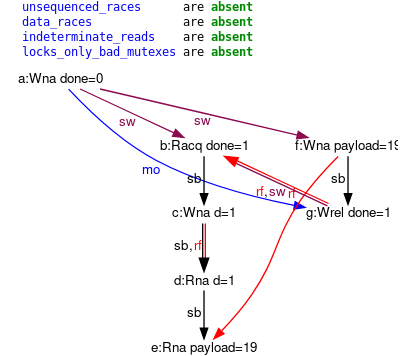 unsequenced_races are absent
data_races are absent
indeterminate_reads are absent
locks_only_bad_mutexes are absent
a:Wna done=0
sw
sw
b:Racq done=1
f:Wna payload=19
mo
sb
rf,sw
rf
sb
c:Wna d=1
g:Wrel done=1
sb,rf
d:Rna d=1
sb
e:Rna payload=19